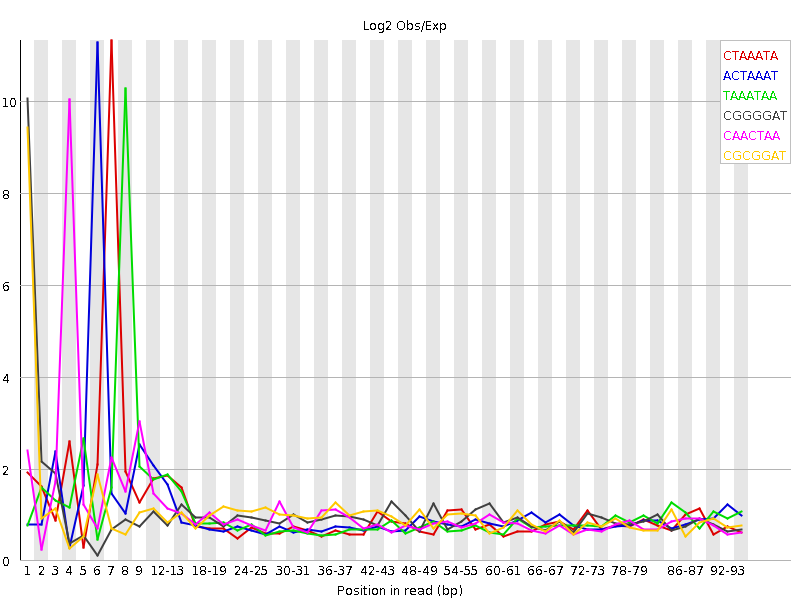 Log2 Obs/Exp
CTAAATA
ACTAAAT
TAAATAA
CGGGGAT
CAACTAA
CGCGGAT
10
8
6
4
2
0
1 2 3 4 5 6 7 8 9 12-13 18-19 24-25 30-31 36-37 42-43 48-49 54-55 60-61 66-67 72-73 78-79 86-87 92-93
Position in read (bp)